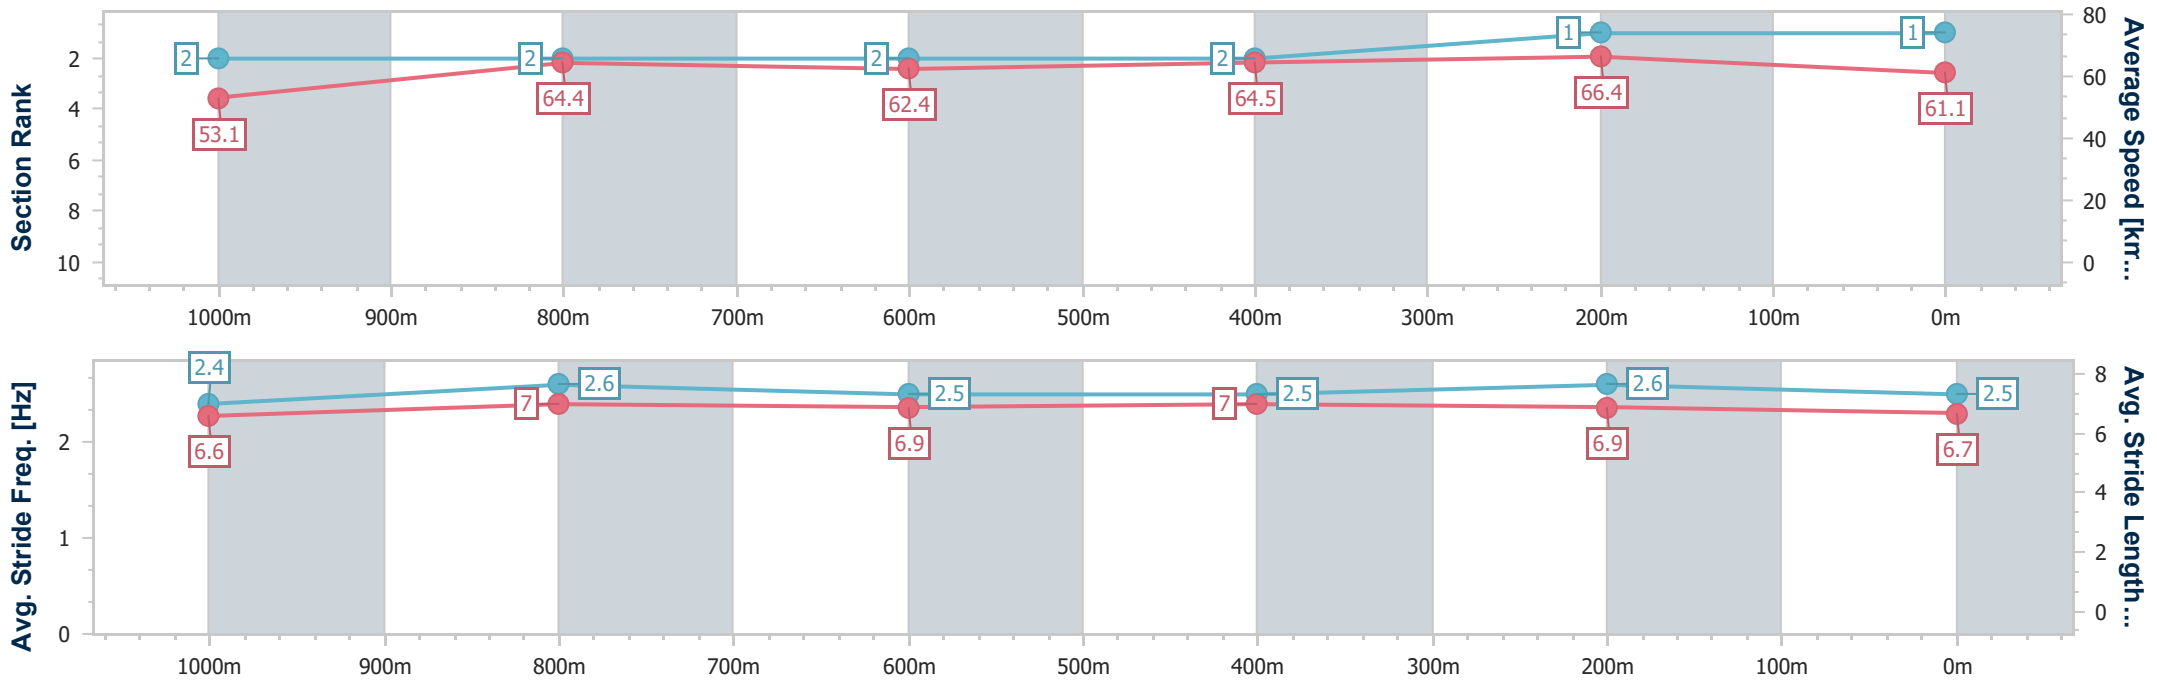 Section Rank
2
4
6
8
10
2
2
2
2
1
1
53.1
64.4
62.4
64.5
66.4
61.1
80
60
40
20
0
Average Speed [km...
1000m
900m
800m
700m
600m
500m
400m
300m
200m
100m
0m
Avg. Stride Freq. [Hz]
2
1
0
2.4
2.6
2.5
2.5
2.6
2.5
6.6
7
6.9
7
6.9
6.7
8
6
4
2
0
Avg. Stride Length...
1000m
900m
800m
700m
600m
500m
400m
300m
200m
100m
0m